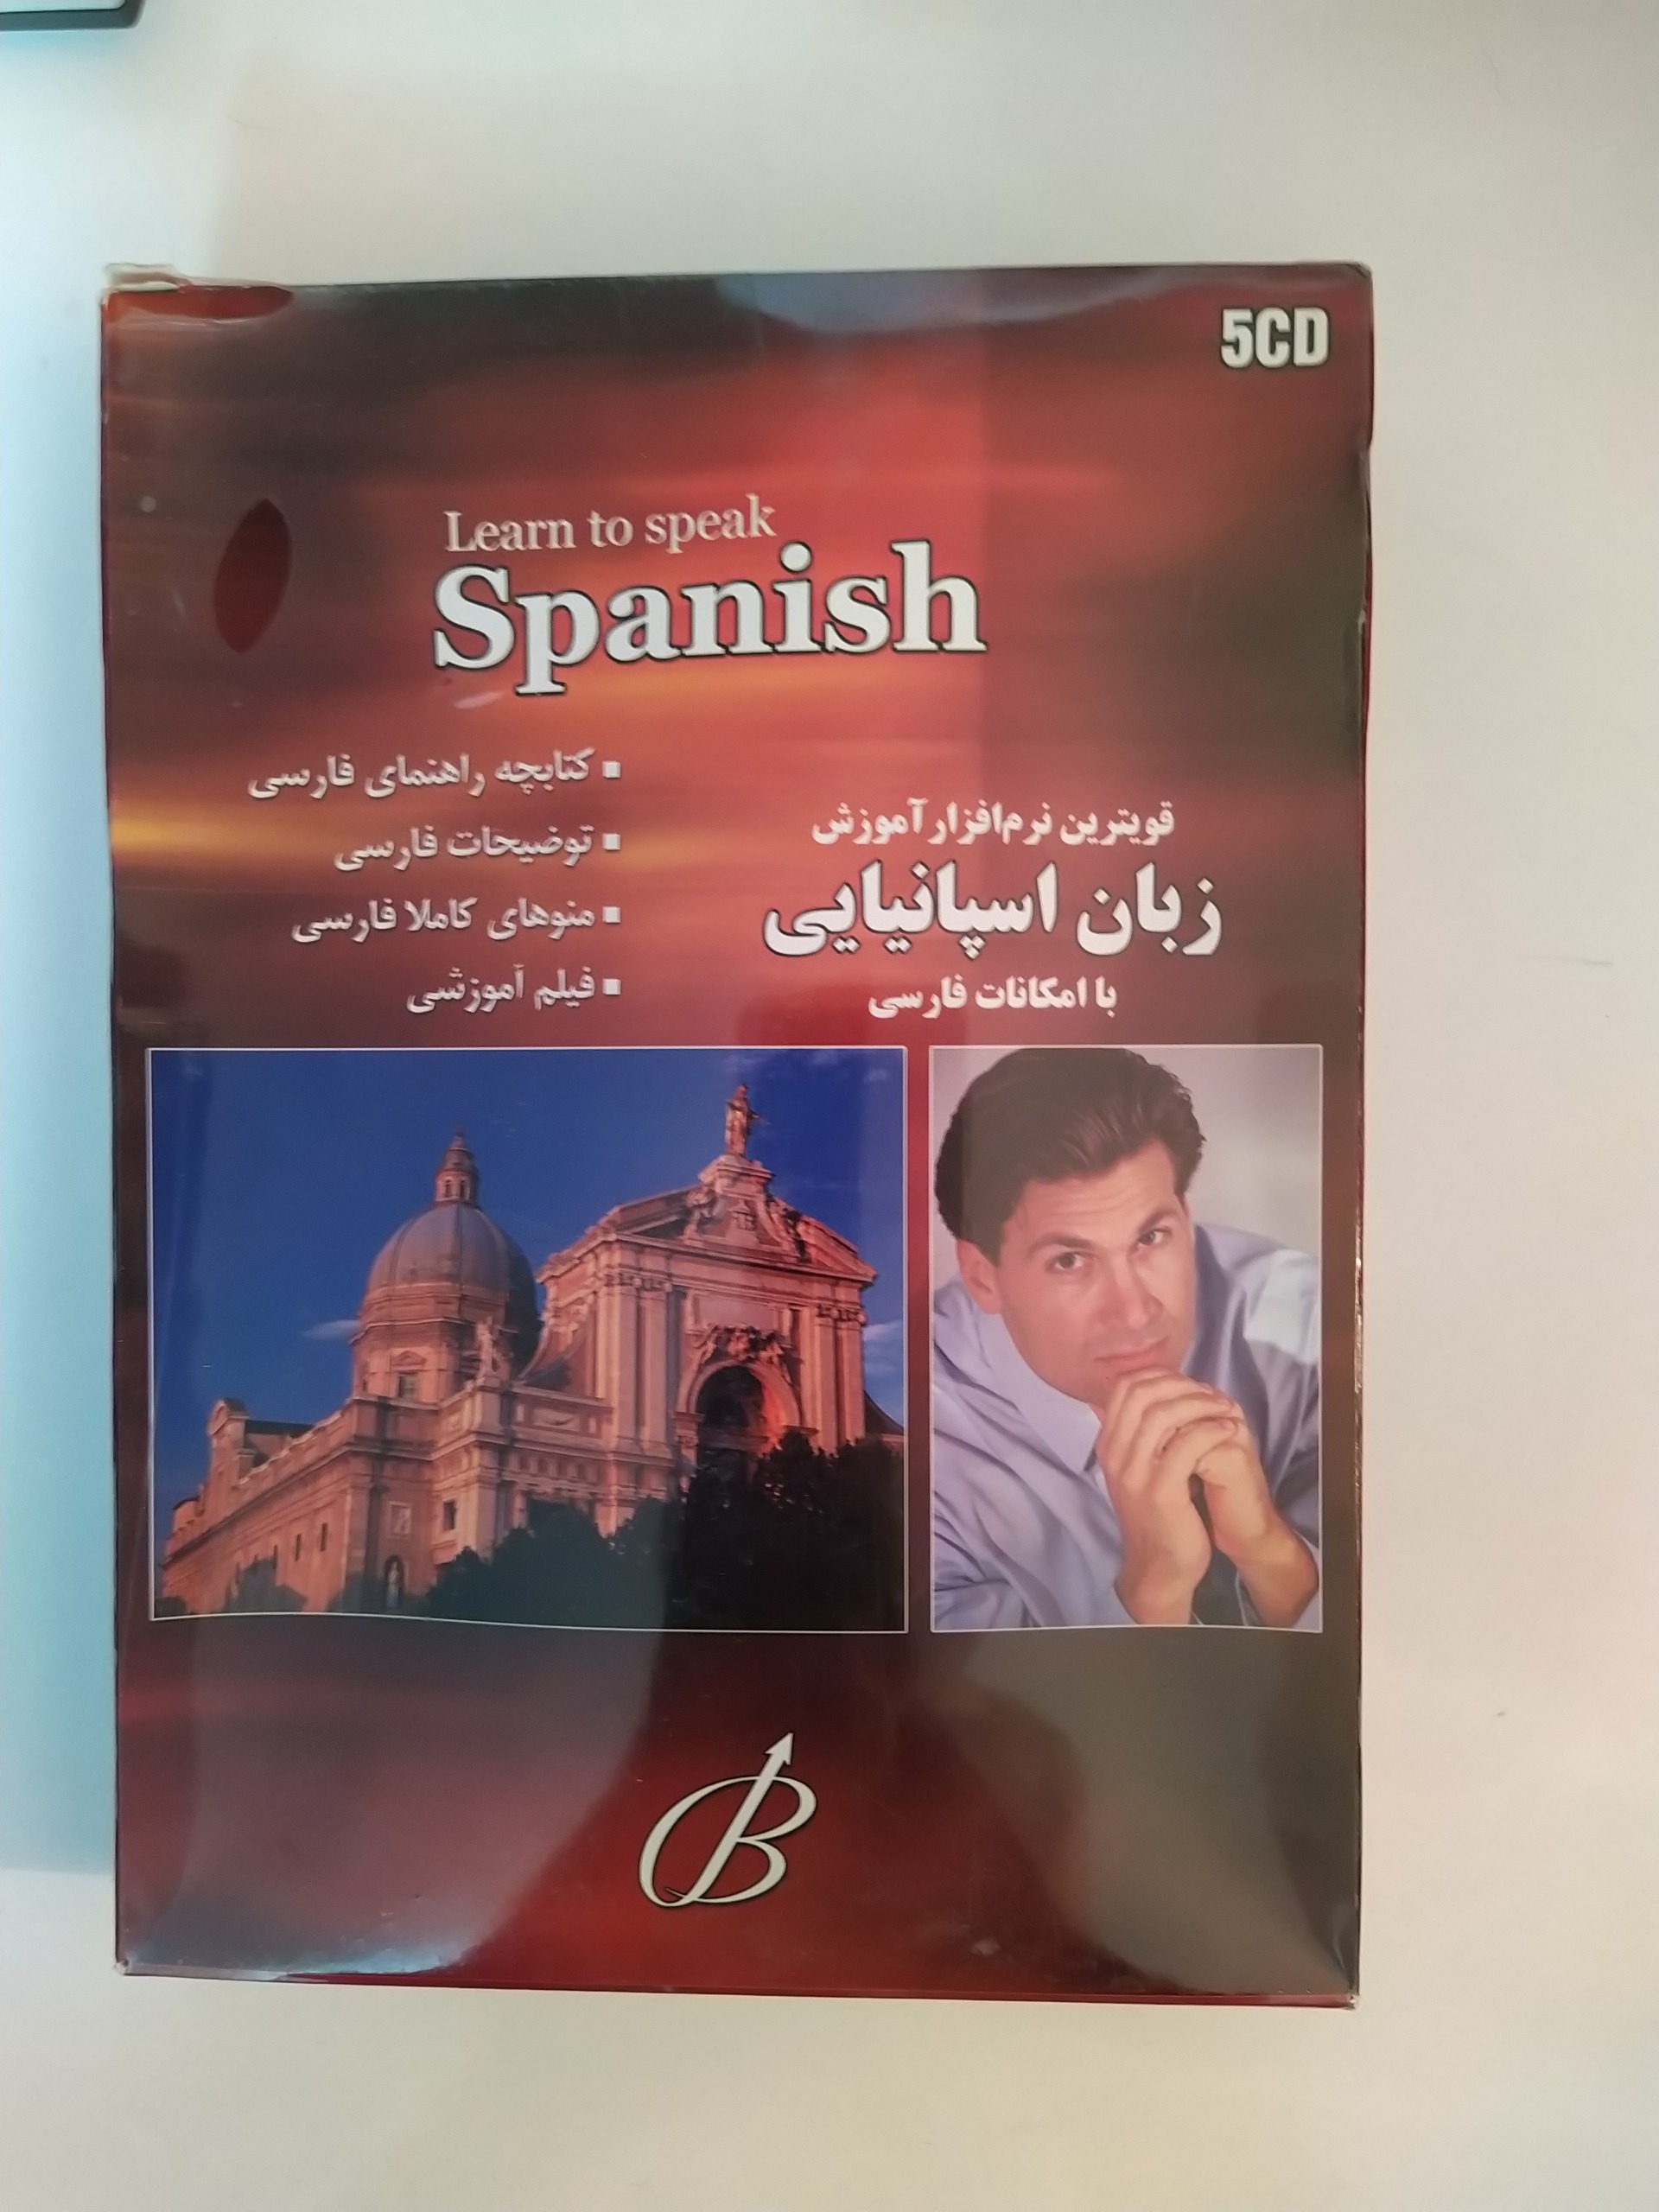 5CD
Learn to speak
Spanish
قویترین نرم‌افزار آموزش
زبان اسپانیایی
با امکانات فارسی
▪ کتابچه راهنمای فارسی
▪ توضیحات فارسی
▪ منوهای کاملا فارسی
▪ فیلم آموزشی
B